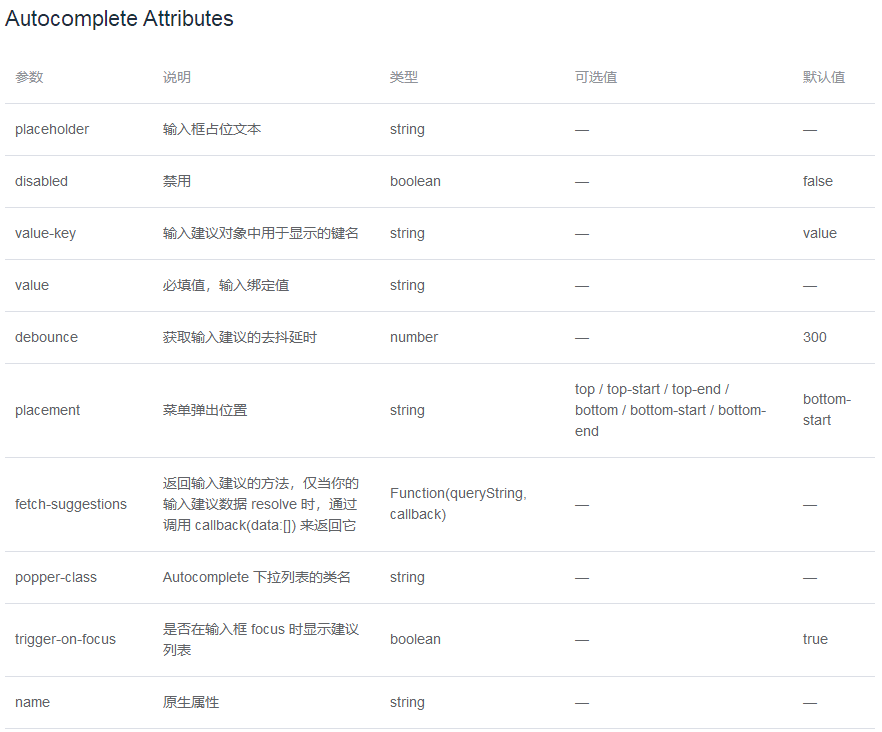 Autocomplete Attributes
参数 说明 类型 可选值 默认值
placeholder 输入框占位文本 string — —
disabled 禁用 boolean — false
value-key 输入建议对象中用于显示的键名 string — value
value 必填值，输入绑定值 string — —
debounce 获取输入建议的去抖延时 number — 300
placement 菜单弹出位置 string top / top-start / top-end /
bottom / bottom-start / bottom-
end bottom-
start
fetch-suggestions 返回输入建议的方法，仅当你的
输入建议数据 resolve 时，通过
调用 callback(data:[]) 来返回它 Function(queryString,
callback) — —
popper-class Autocomplete 下拉列表的类名 string — —
trigger-on-focus 是否在输入框 focus 时显示建议
列表 boolean — true
name 原生属性 string — —